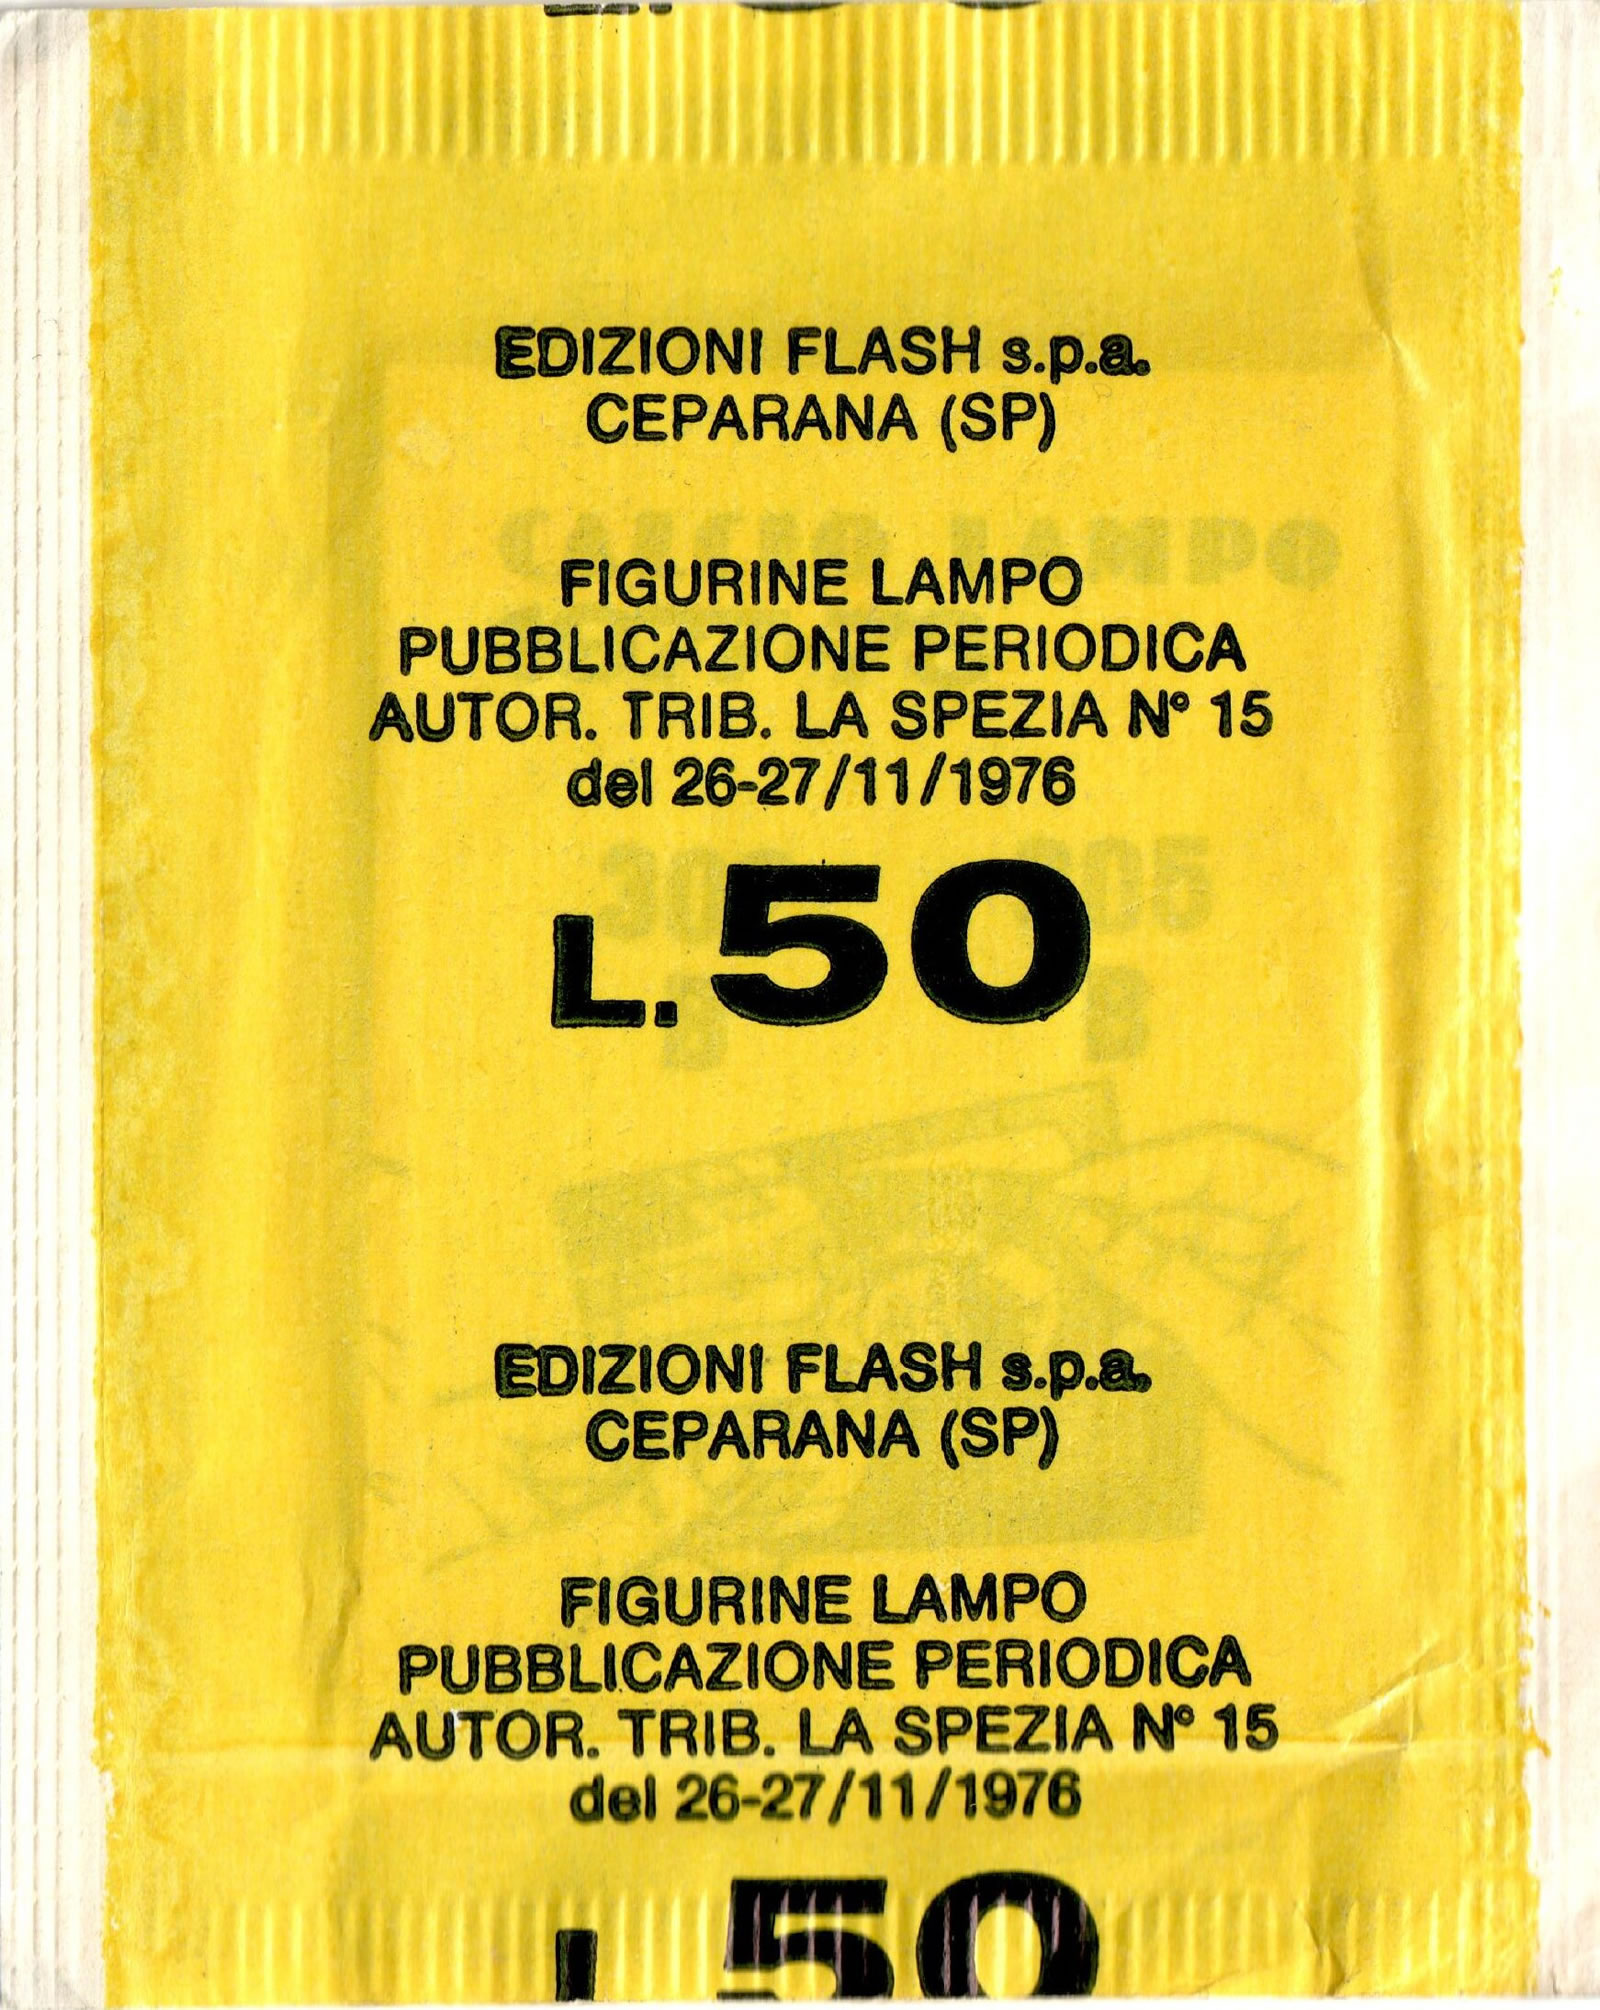 EDIZIONI FLASH s.p.a.
CEPARANA (SP)
CALCIO LAMPO
FIGURINE LAMPO
PUBBLICAZIONE PERIODICA
AUTOR. TRIB. LA SPEZIA N° 15
del 26-27/11/1976
L.50
EDIZIONI FLASH s.p.a.
CEPARANA (SP)
FIGURINE LAMPO
PUBBLICAZIONE PERIODICA
AUTOR. TRIB. LA SPEZIA N° 15
del 26-27/11/1976
L.50